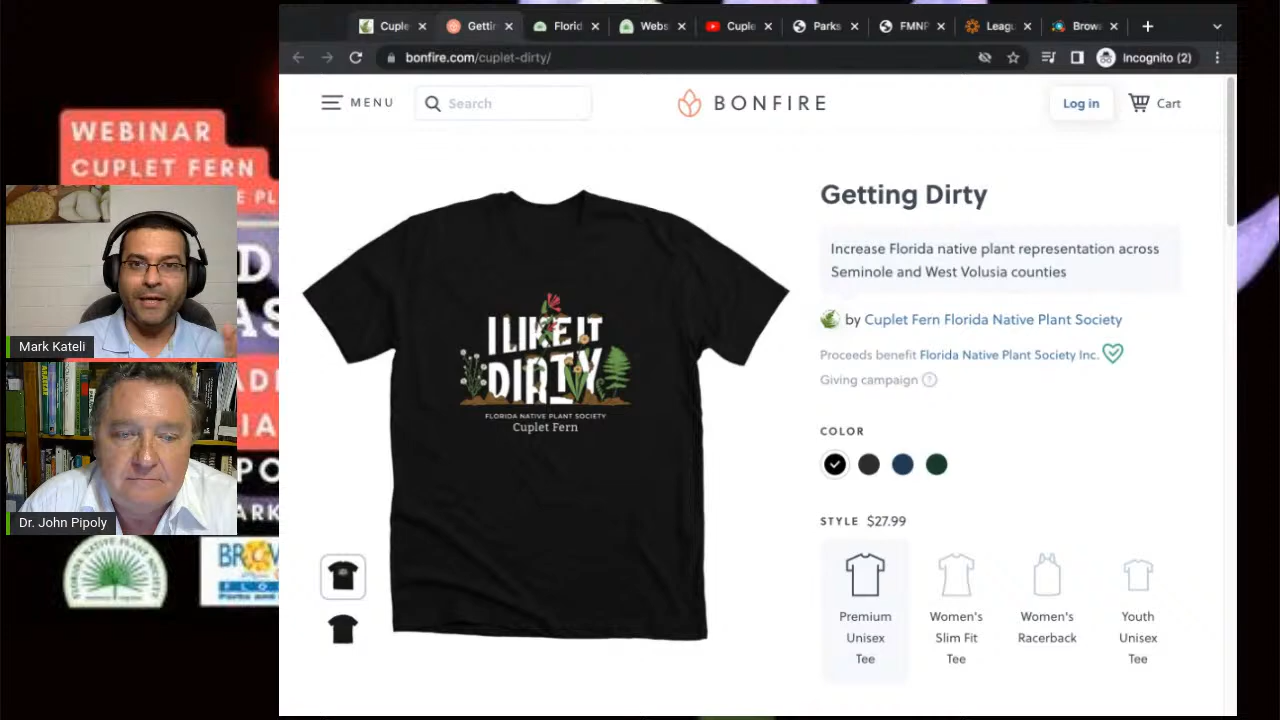 Cuple
Gettin
Florid
Webs
Cuple
Parks
FMNP
Leagu
Brow
bonfire.com/cuplet-dirty/
Incognito (2)
MENU
Search
BONFIRE
Log in
Cart
WEBINAR
CUPLET FERN
Mark Kateli
Dr. John Pipoly
I LIKE IT
DIRTY
FLORIDA NATIVE PLANT SOCIETY
Cuplet Fern
Getting Dirty
Increase Florida native plant representation across
Seminole and West Volusia counties
by Cuplet Fern Florida Native Plant Society
Proceeds benefit Florida Native Plant Society Inc.
Giving campaign ?
COLOR
STYLE $27.99
Premium
Unisex
Tee
Women's
Slim Fit
Tee
Women's
Racerback
Youth
Unisex
Tee